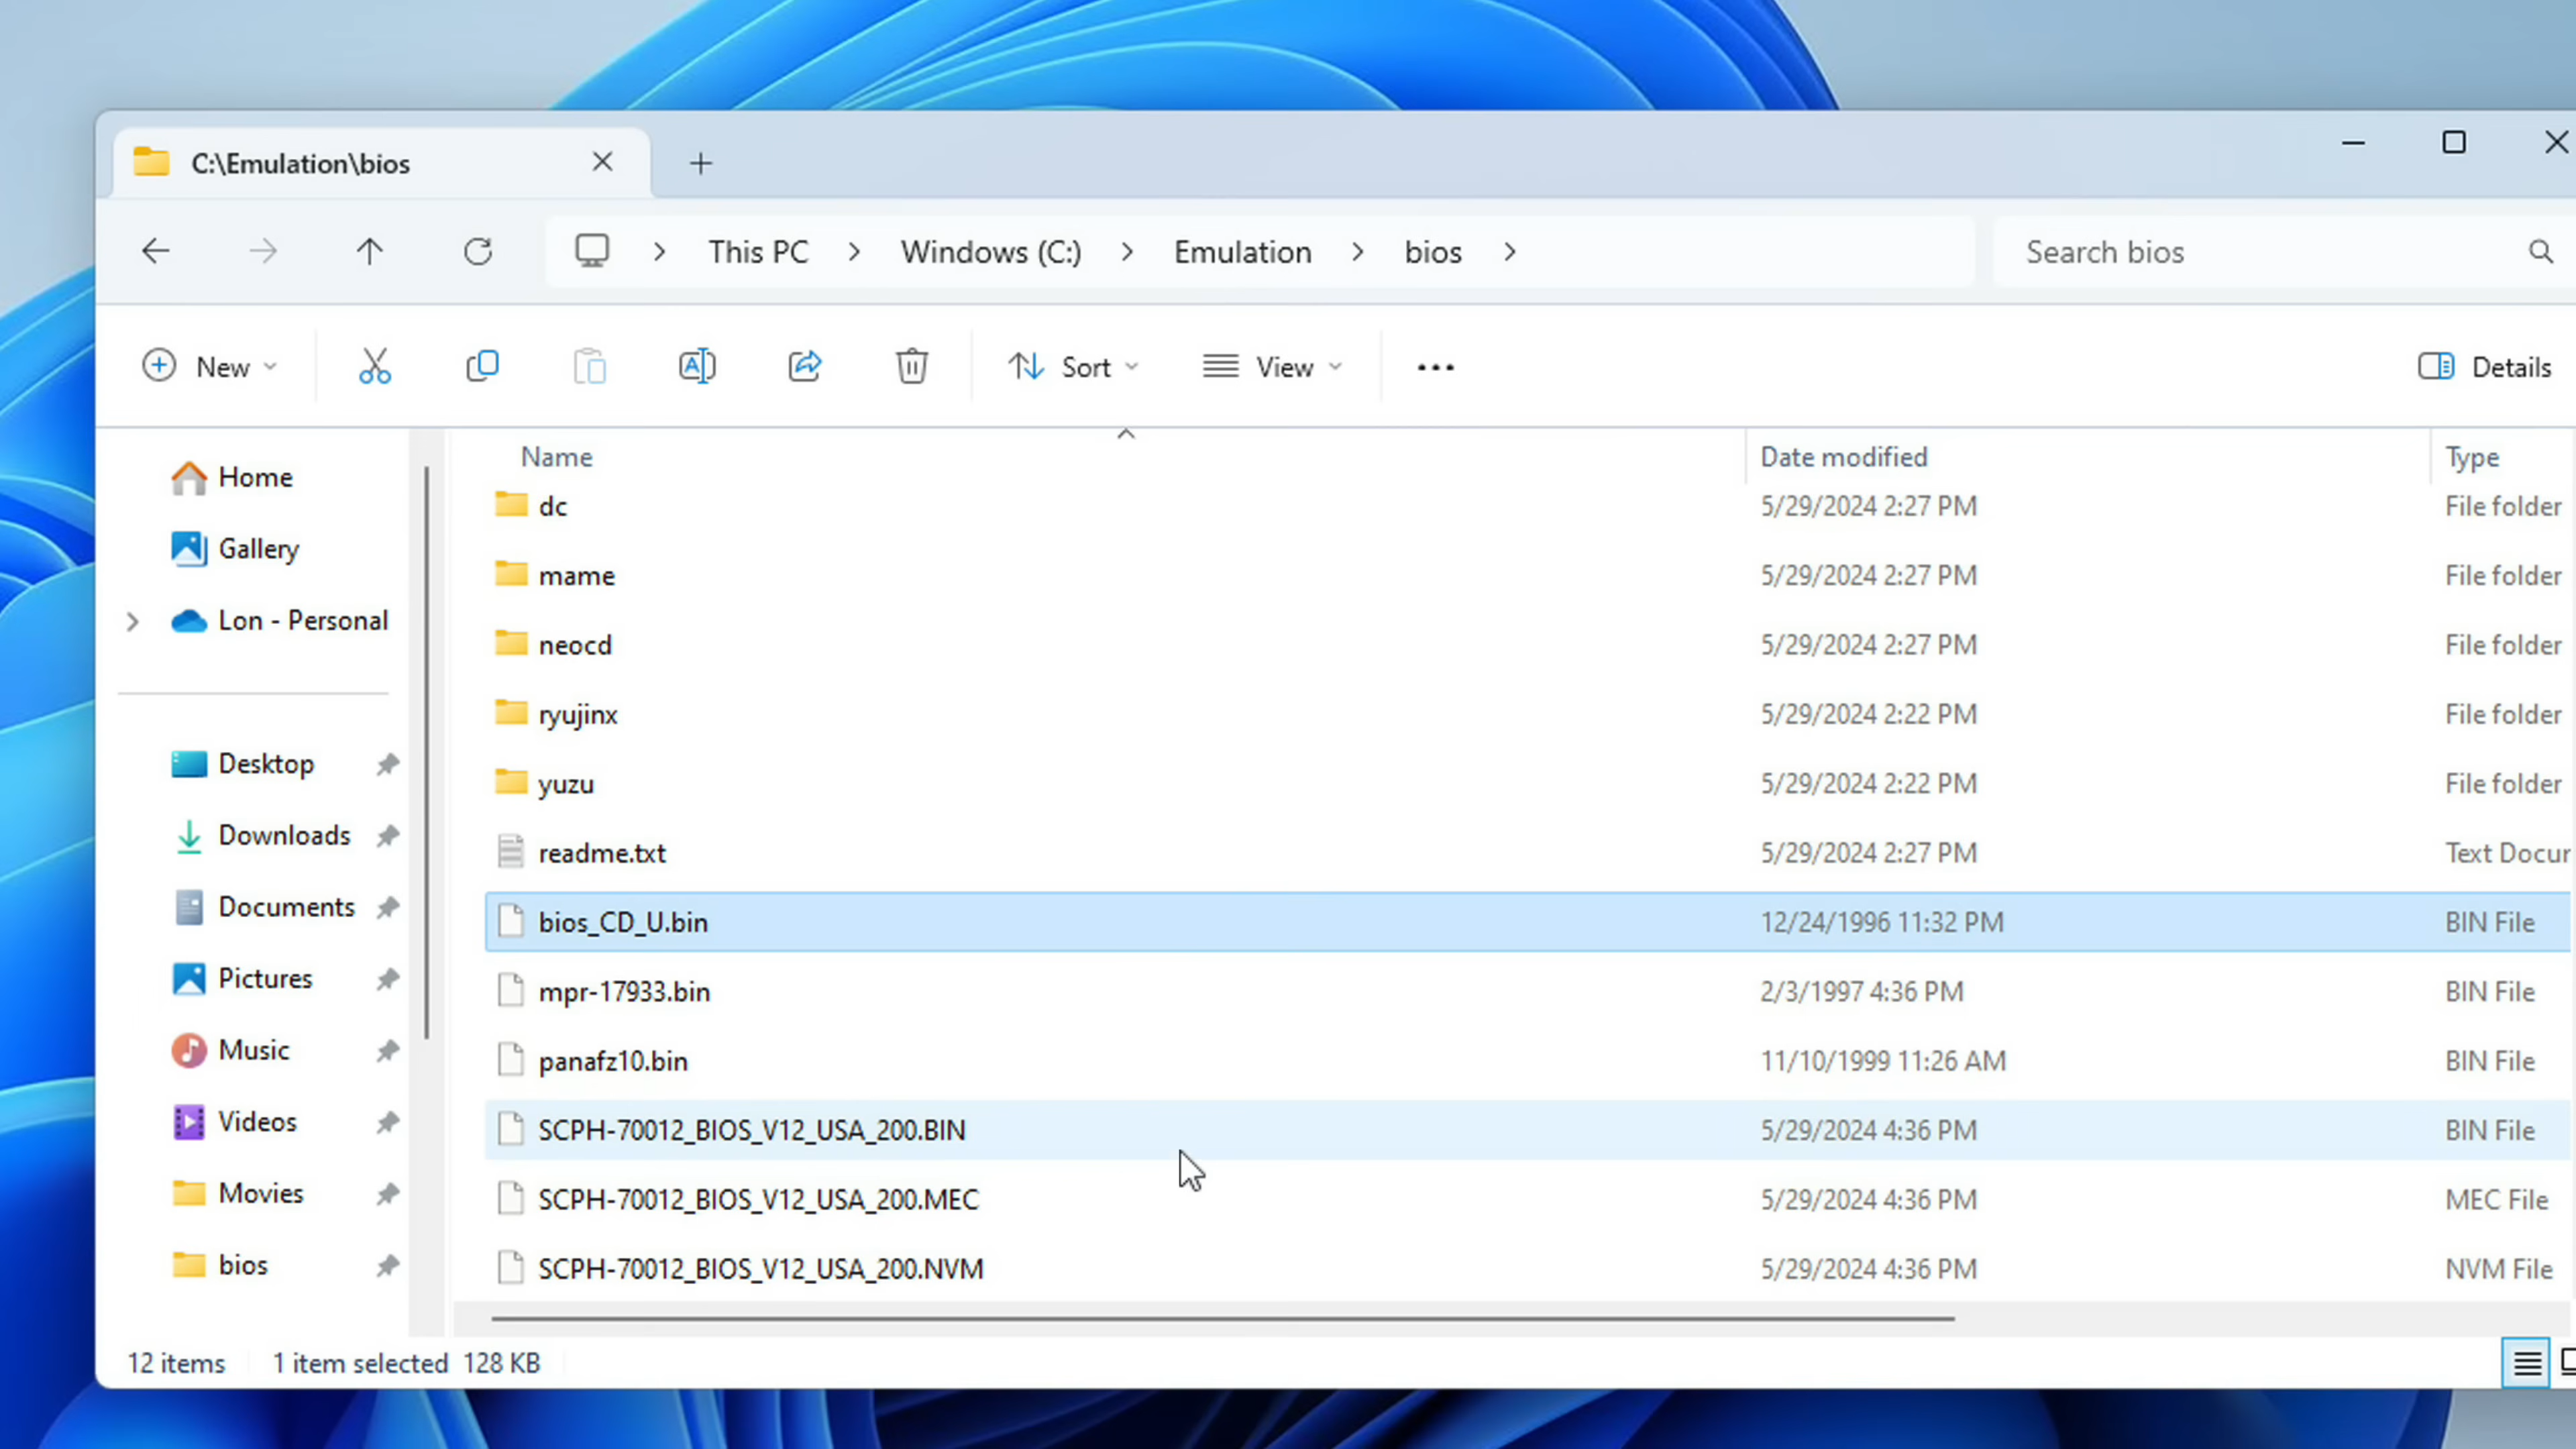 C:\Emulation\bios
This PC > Windows (C:) > Emulation > bios >
Search bios
New
Sort
View
Details
Name Date modified Type
Home
Gallery
Lon - Personal
Desktop
Downloads
Documents
Pictures
Music
Videos
Movies
bios
dc 5/29/2024 2:27 PM File folder
mame 5/29/2024 2:27 PM File folder
neocd 5/29/2024 2:27 PM File folder
ryujinx 5/29/2024 2:22 PM File folder
yuzu 5/29/2024 2:22 PM File folder
readme.txt 5/29/2024 2:27 PM Text Docu
bios_CD_U.bin 12/24/1996 11:32 PM BIN File
mpr-17933.bin 2/3/1997 4:36 PM BIN File
panafz10.bin 11/10/1999 11:26 AM BIN File
SCPH-70012_BIOS_V12_USA_200.BIN 5/29/2024 4:36 PM BIN File
SCPH-70012_BIOS_V12_USA_200.MEC 5/29/2024 4:36 PM MEC File
SCPH-70012_BIOS_V12_USA_200.NVM 5/29/2024 4:36 PM NVM File
12 items 1 item selected 128 KB